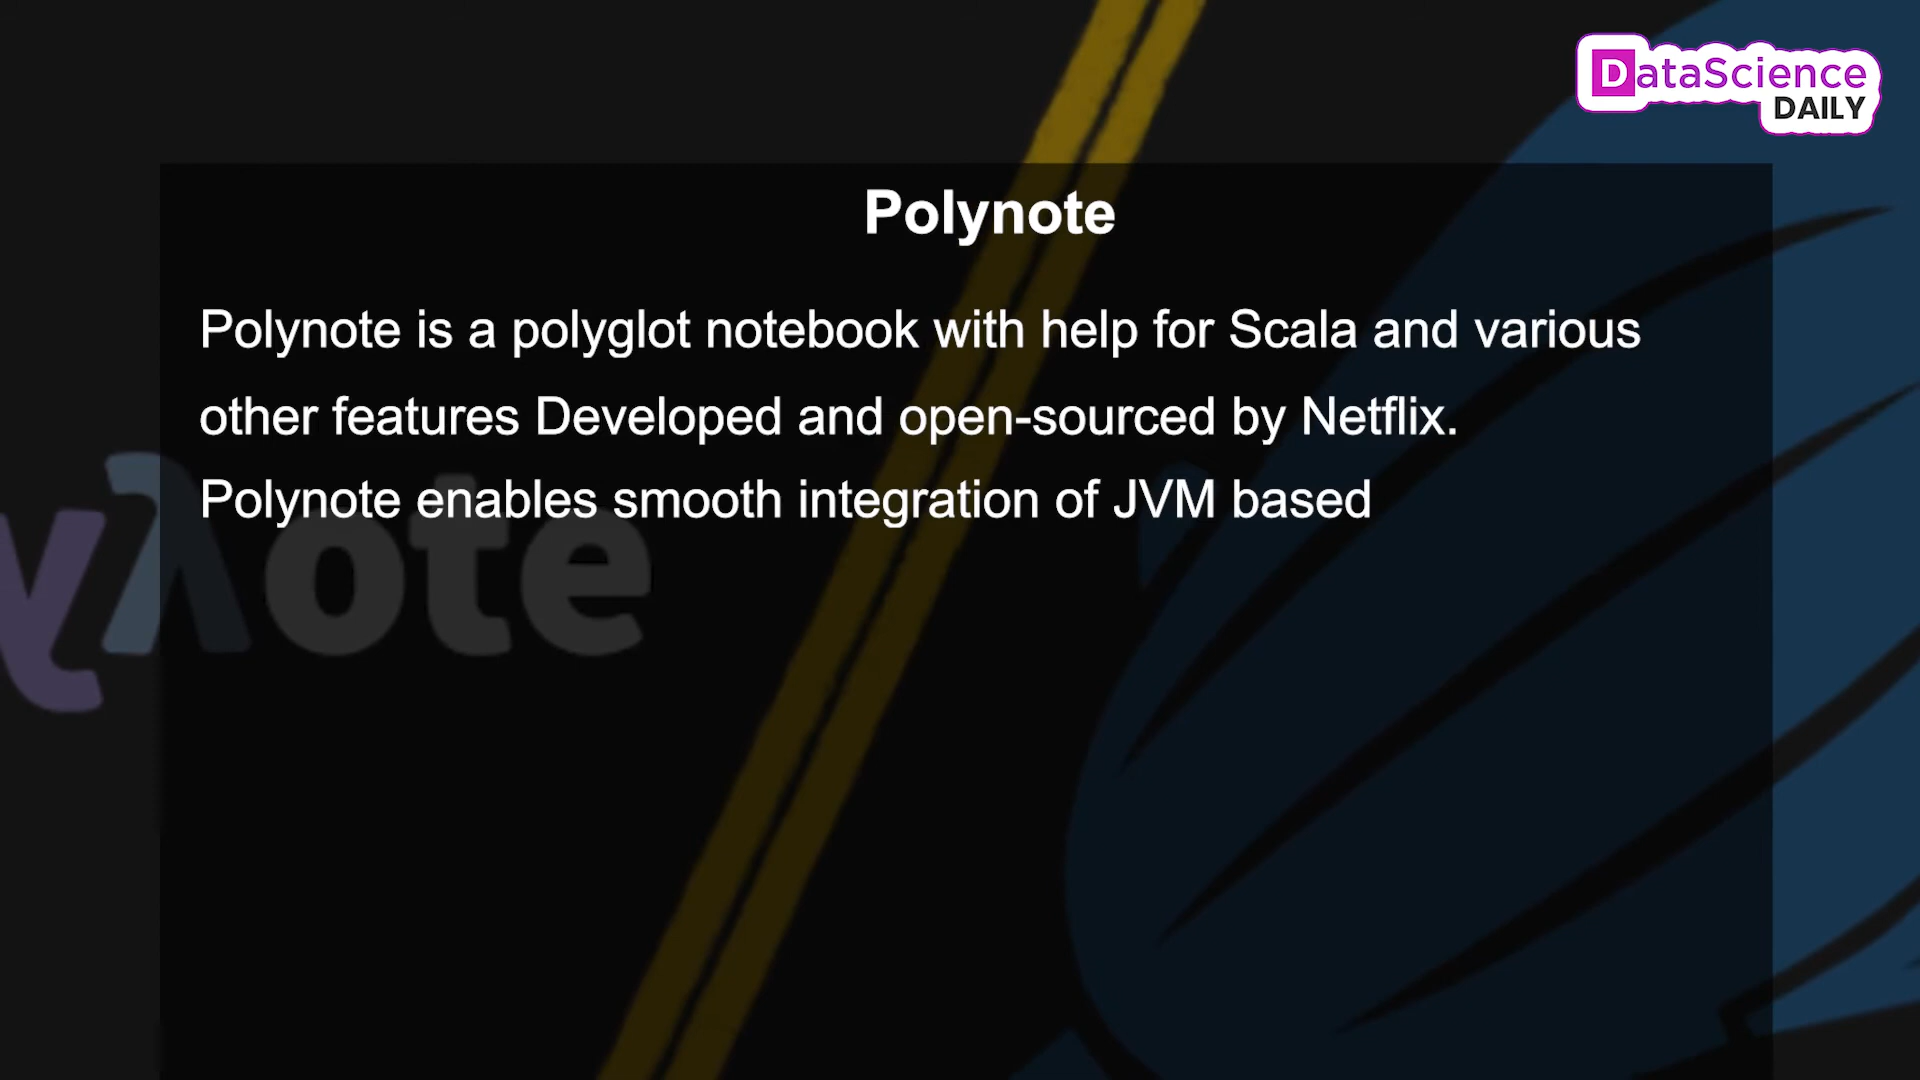 DataScience
DAILY
Polynote
Polynote is a polyglot notebook with help for Scala and various
other features Developed and open-sourced by Netflix.
Polynote enables smooth integration of JVM based
yλote